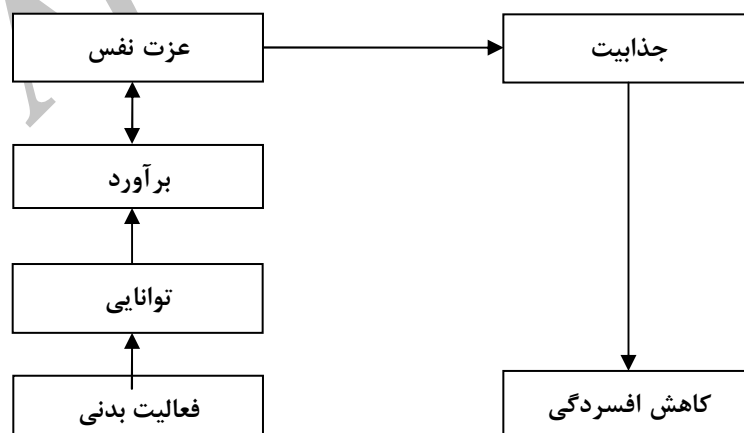 جذابیت
عزت نفس
برآورد
توانایی
کاهش افسردگی
فعالیت بدنی